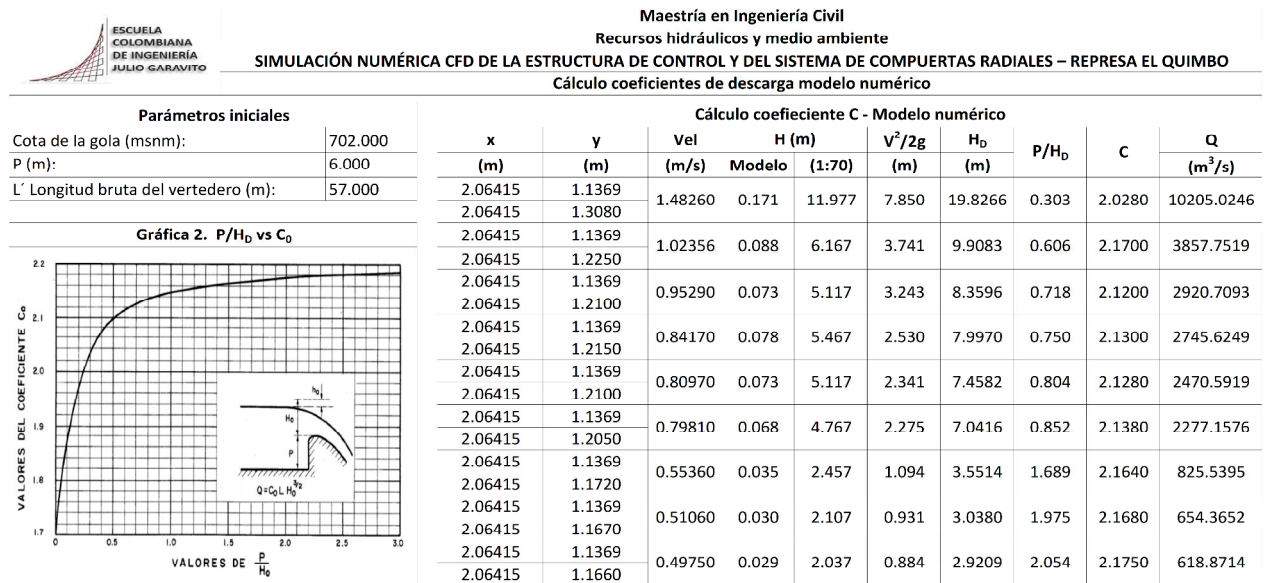 ESCUELA
COLOMBIANA
DE INGENIERÍA
JULIO GARAVITO
Maestría en Ingeniería Civil
Recursos hidráulicos y medio ambiente
SIMULACIÓN NUMÉRICA CFD DE LA ESTRUCTURA DE CONTROL Y DEL SISTEMA DE COMPUERTAS RADIALES – REPRESA EL QUIMBO
Cálculo coeficientes de descarga modelo numérico
Parámetros iniciales
Cota de la gola (msnm): 702.000
P (m): 6.000
L´ Longitud bruta del vertedero (m): 57.000
Gráfica 2. P/H_D vs C_0
VALORES DEL COEFICIENTE C_o
2.2
2.1
2.0
1.9
1.8
1.7
0 0.5 1.0 1.5 2.0 2.5 3.0
VALORES DE P/H_o
h_o
H_o
P
Q=C_o L H_o^3/2
Cálculo coefieciente C - Modelo numérico
x y Vel H (m) V²/2g H_D P/H_D C Q
(m) (m) (m/s) Modelo (1:70) (m) (m) (m³/s)
2.06415 1.1369
1.48260 0.171 11.977 7.850 19.8266 0.303 2.0280 10205.0246
2.06415 1.3080
2.06415 1.1369
1.02356 0.088 6.167 3.741 9.9083 0.606 2.1700 3857.7519
2.06415 1.2250
2.06415 1.1369
0.95290 0.073 5.117 3.243 8.3596 0.718 2.1200 2920.7093
2.06415 1.2100
2.06415 1.1369
0.84170 0.078 5.467 2.530 7.9970 0.750 2.1300 2745.6249
2.06415 1.2150
2.06415 1.1369
0.80970 0.073 5.117 2.341 7.4582 0.804 2.1280 2470.5919
2.06415 1.2100
2.06415 1.1369
0.79810 0.068 4.767 2.275 7.0416 0.852 2.1380 2277.1576
2.06415 1.2050
2.06415 1.1369
0.55360 0.035 2.457 1.094 3.5514 1.689 2.1640 825.5395
2.06415 1.1720
2.06415 1.1369
0.51060 0.030 2.107 0.931 3.0380 1.975 2.1680 654.3652
2.06415 1.1670
2.06415 1.1369
0.49750 0.029 2.037 0.884 2.9209 2.054 2.1750 618.8714
2.06415 1.1660